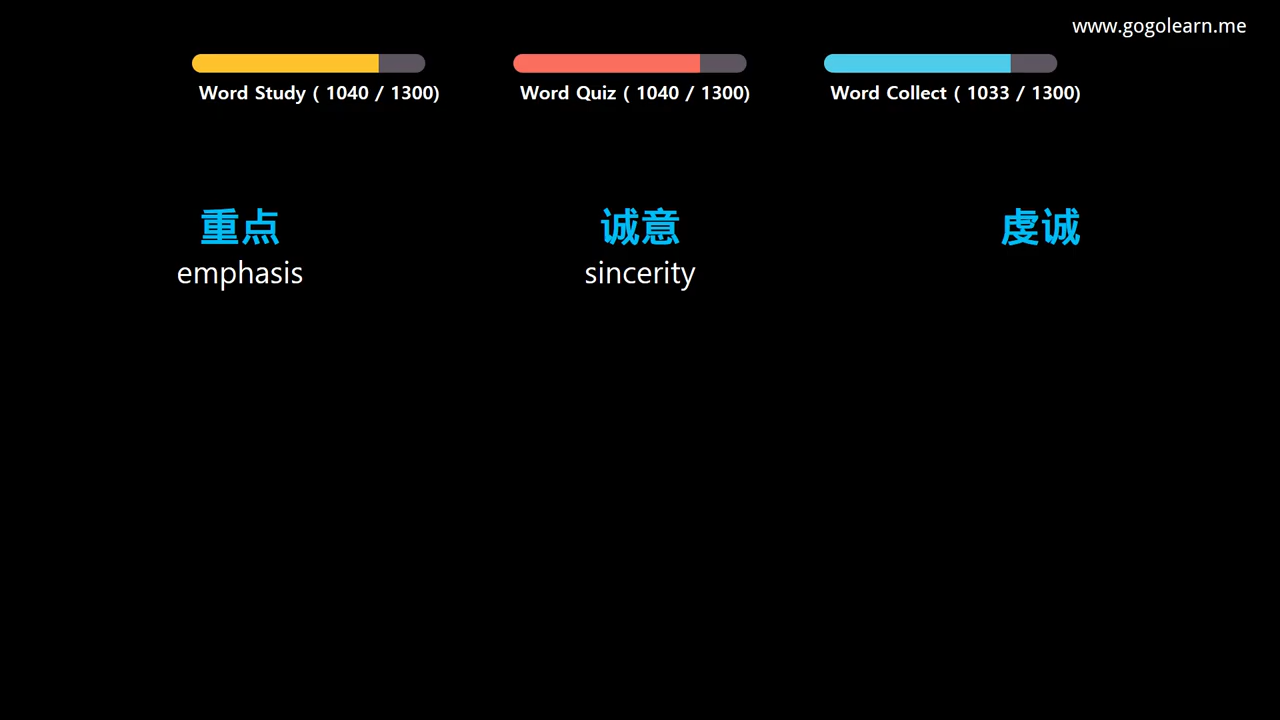 www.gogolearn.me
Word Study ( 1040 / 1300)
Word Quiz ( 1040 / 1300)
Word Collect ( 1033 / 1300)
重点
emphasis
诚意
sincerity
虔诚